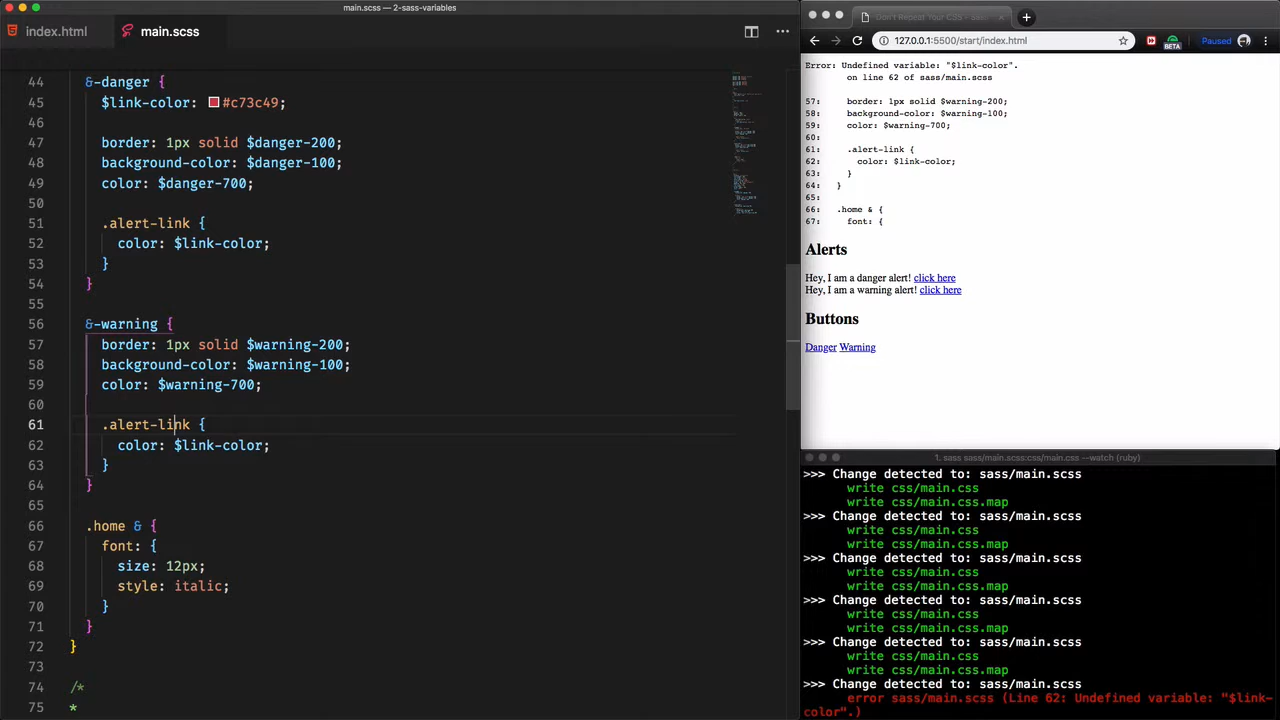 main.scss — 2-sass-variables
index.html
main.scss
44 &-danger {
45 $link-color: #c73c49;
46
47 border: 1px solid $danger-200;
48 background-color: $danger-100;
49 color: $danger-700;
50
51 .alert-link {
52 color: $link-color;
53 }
54 }
55
56 &-warning {
57 border: 1px solid $warning-200;
58 background-color: $warning-100;
59 color: $warning-700;
60
61 .alert-link {
62 color: $link-color;
63 }
64 }
65
66 .home & {
67 font: {
68 size: 12px;
69 style: italic;
70 }
71 }
72 }
73
74 /*
75 *
Don't Repeat Your CSS - Sass
127.0.0.1:5500/start/index.html
BETA
Paused
Error: Undefined variable: "$link-color".
on line 62 of sass/main.scss
57: border: 1px solid $warning-200;
58: background-color: $warning-100;
59: color: $warning-700;
60:
61: .alert-link {
62: color: $link-color;
63: }
64: }
65:
66: .home & {
67: font: {
Alerts
Hey, I am a danger alert! click here
Hey, I am a warning alert! click here
Buttons
Danger Warning
1. sass sass/main.scss:css/main.css --watch (ruby)
>>> Change detected to: sass/main.scss
write css/main.css
write css/main.css.map
>>> Change detected to: sass/main.scss
write css/main.css
write css/main.css.map
>>> Change detected to: sass/main.scss
write css/main.css
write css/main.css.map
>>> Change detected to: sass/main.scss
write css/main.css
write css/main.css.map
>>> Change detected to: sass/main.scss
write css/main.css
write css/main.css.map
>>> Change detected to: sass/main.scss
error sass/main.scss (Line 62: Undefined variable: "$link-
color".)